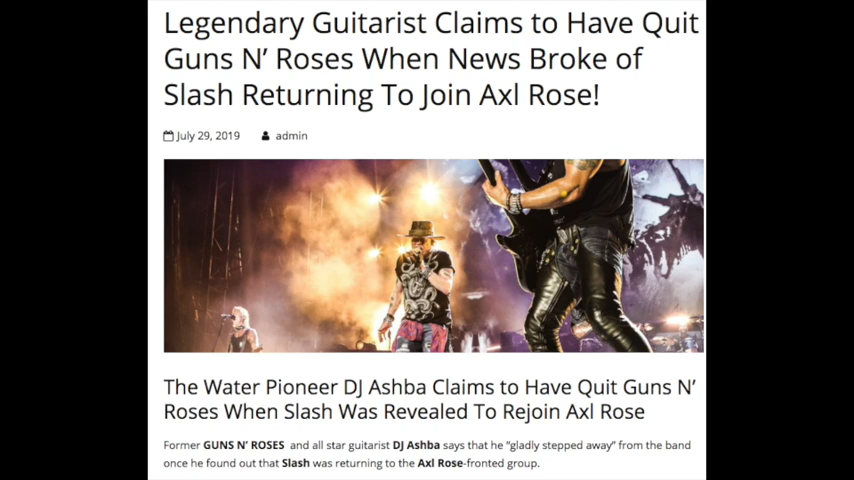 Legendary Guitarist Claims to Have Quit
Guns N’ Roses When News Broke of
Slash Returning To Join Axl Rose!
July 29, 2019 admin
The Water Pioneer DJ Ashba Claims to Have Quit Guns N’
Roses When Slash Was Revealed To Rejoin Axl Rose
Former GUNS N’ ROSES and all star guitarist DJ Ashba says that he “gladly stepped away” from the band
once he found out that Slash was returning to the Axl Rose-fronted group.